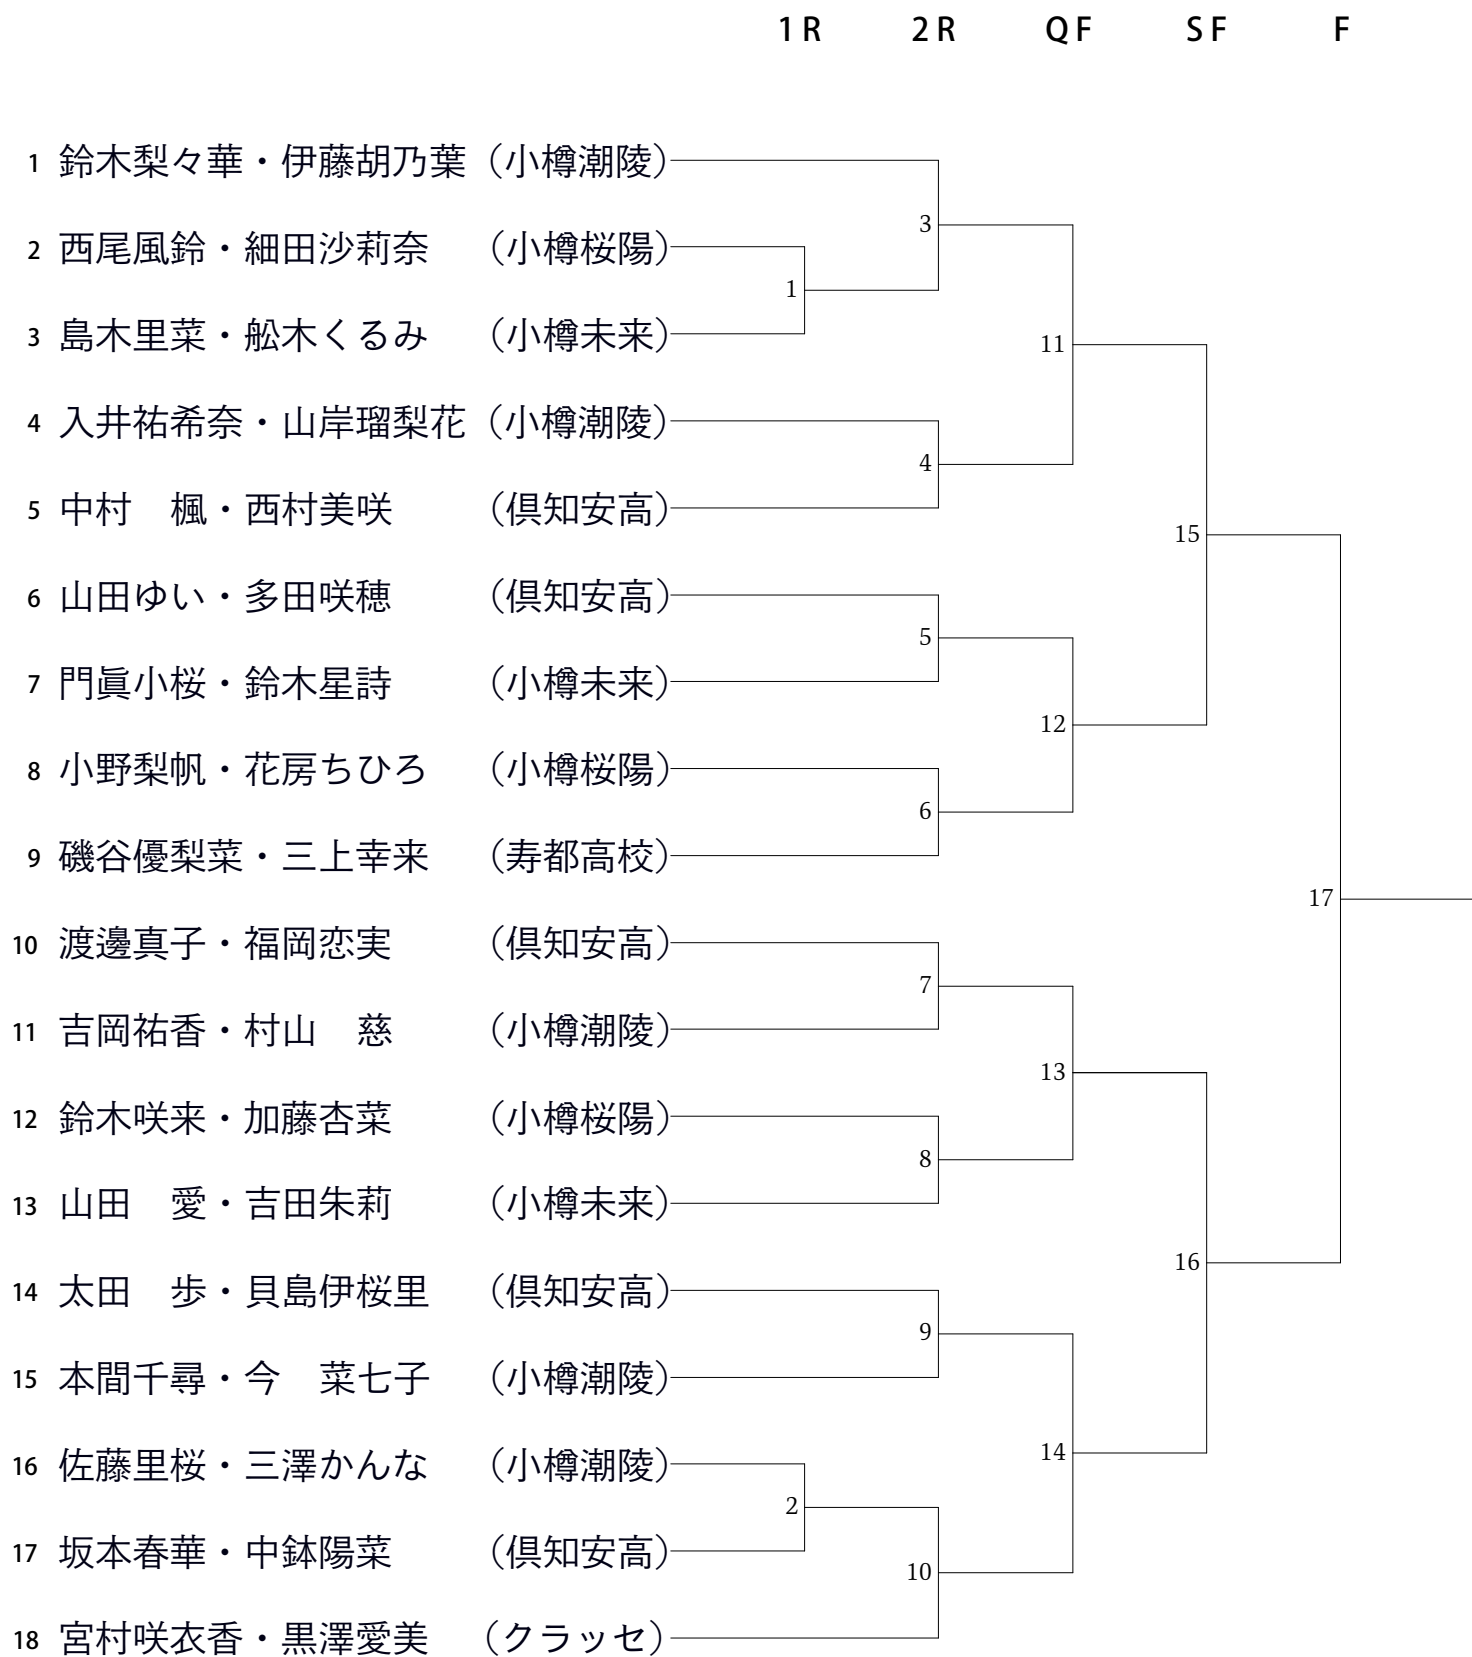 1R 2R QF SF F
1 鈴木梨々華・伊藤胡乃葉（小樽潮陵）
3
2 西尾風鈴・細田沙莉奈　（小樽桜陽）
1
3 島木里菜・舩木くるみ　（小樽未来）
11
4 入井祐希奈・山岸瑠梨花（小樽潮陵）
4
5 中村　楓・西村美咲　　（倶知安高）
15
6 山田ゆい・多田咲穂　　（倶知安高）
5
7 門眞小桜・鈴木星詩　　（小樽未来）
12
8 小野梨帆・花房ちひろ　（小樽桜陽）
6
9 磯谷優梨菜・三上幸来　（寿都高校）
17
10 渡邊真子・福岡恋実　　（倶知安高）
7
11 吉岡祐香・村山　慈　　（小樽潮陵）
13
12 鈴木咲来・加藤杏菜　　（小樽桜陽）
8
13 山田　愛・吉田朱莉　　（小樽未来）
16
14 太田　歩・貝島伊桜里　（倶知安高）
9
15 本間千尋・今　菜七子　（小樽潮陵）
14
16 佐藤里桜・三澤かんな　（小樽潮陵）
2
17 坂本春華・中鉢陽菜　　（倶知安高）
10
18 宮村咲衣香・黒澤愛美　（クラッセ）